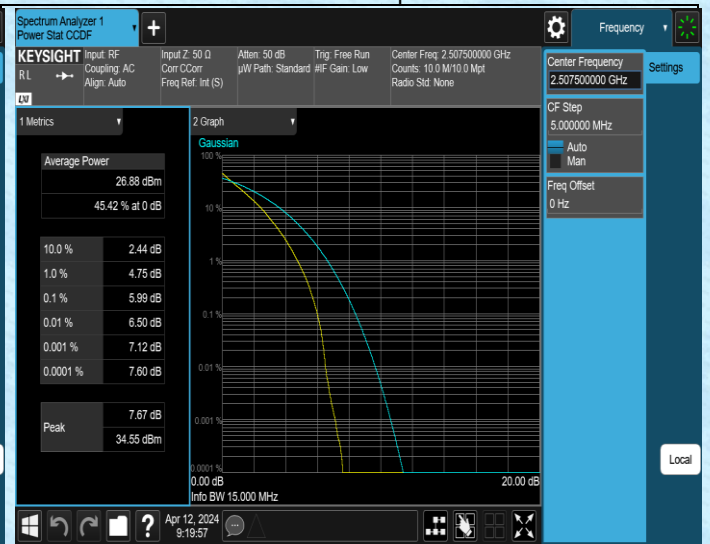 Spectrum Analyzer 1
Power Stat CCDF
+
Frequency
KEYSIGHT
RL
LXI
Input: RF
Coupling: AC
Align: Auto
Input Z: 50 Ω
Corr CCorr
Freq Ref: Int (S)
Atten: 50 dB
µW Path: Standard
Trig: Free Run
#IF Gain: Low
Center Freq: 2.507500000 GHz
Counts: 10.0 M/10.0 Mpt
Radio Std: None
Center Frequency
2.507500000 GHz
Settings
CF Step
5.000000 MHz
Auto
Man
Freq Offset
0 Hz
1 Metrics
Average Power
26.88 dBm
45.42 % at 0 dB
10.0 % 2.44 dB
1.0 % 4.75 dB
0.1 % 5.99 dB
0.01 % 6.50 dB
0.001 % 7.12 dB
0.0001 % 7.60 dB
Peak
7.67 dB
34.55 dBm
2 Graph
Gaussian
100 %
10 %
1 %
0.1 %
0.01 %
0.001 %
0.0001 %
0.00 dB 20.00 dB
Info BW 15.000 MHz
Local
?
Apr 12, 2024
9:19:57